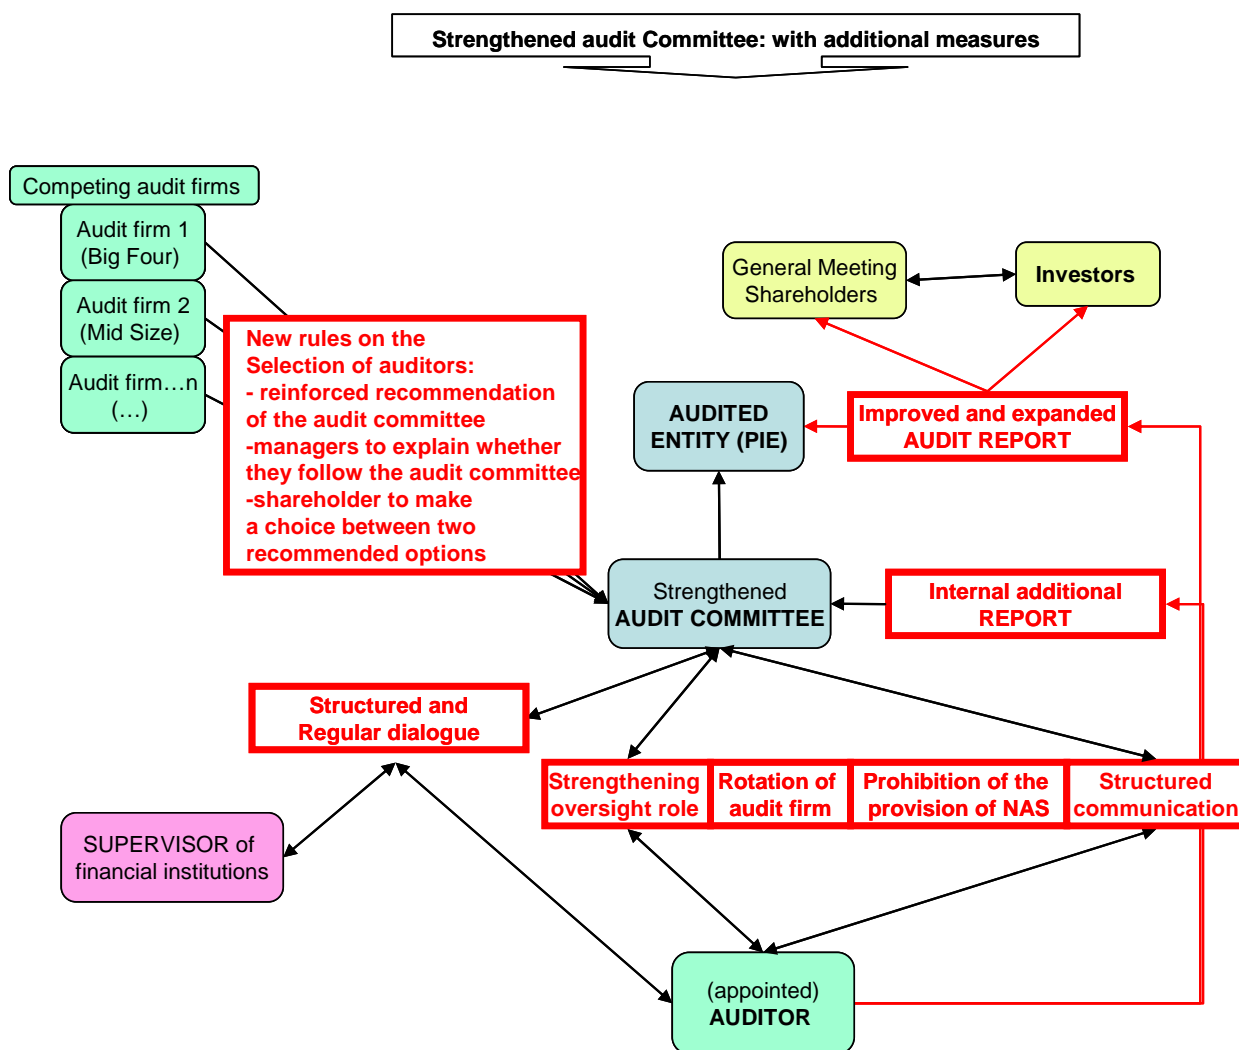 Strengthened audit Committee: with additional measures
Competing audit firms
Audit firm 1
(Big Four)
Audit firm 2
(Mid Size)
Audit firm…n
(…)
New rules on the
Selection of auditors:
- reinforced recommendation
of the audit committee
-managers to explain whether
they follow the audit committee
-shareholder to make
a choice between two
recommended options
General Meeting
Shareholders
Investors
AUDITED
ENTITY (PIE)
Improved and expanded
AUDIT REPORT
Strengthened
AUDIT COMMITTEE
Internal additional
REPORT
Structured and
Regular dialogue
Strengthening
oversight role
Rotation of
audit firm
Prohibition of the
provision of NAS
Structured
communication
SUPERVISOR of
financial institutions
(appointed)
AUDITOR